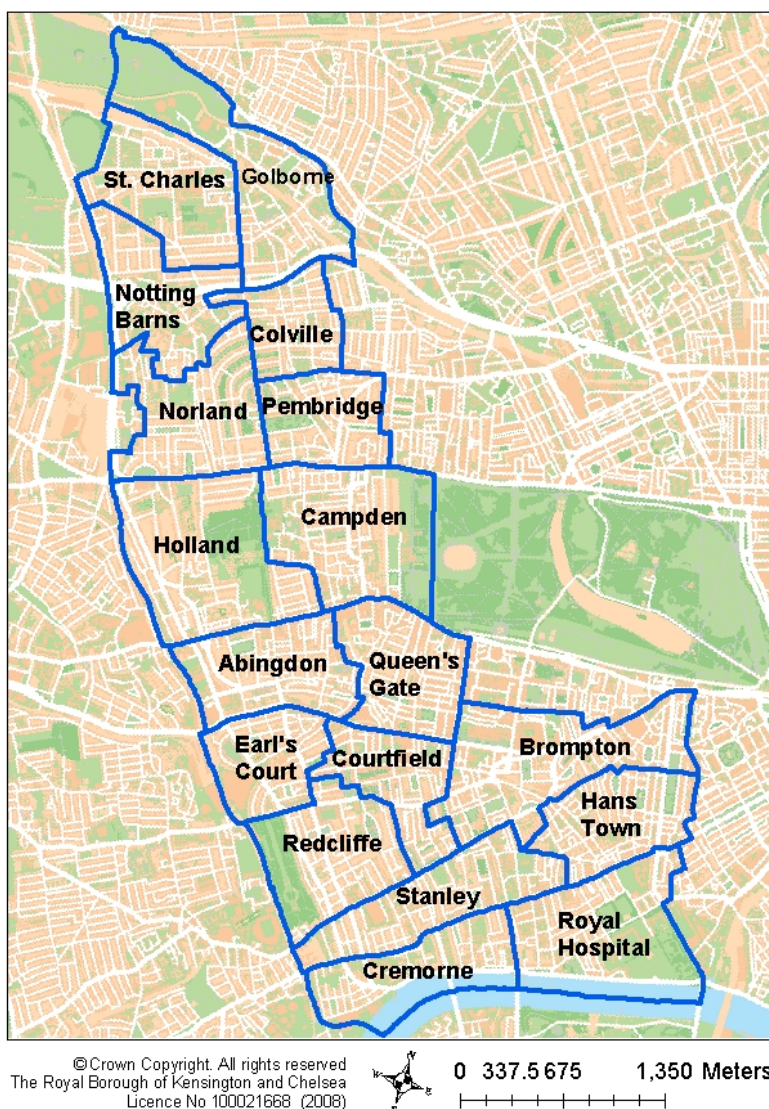 St. Charles
Golborne
Notting
Barns
Colville
Norland
Pembridge
Campden
Holland
Abingdon
Queen's
Gate
Earl's
Court
Courtfield
Brompton
Hans
Town
Redcliffe
Stanley
Royal
Hospital
Cremorne
©Crown Copyright. All rights reserved
The Royal Borough of Kensington and Chelsea
Licence No 100021668 (2008)
N
W
E
S
0 337.5 675 1,350 Meters